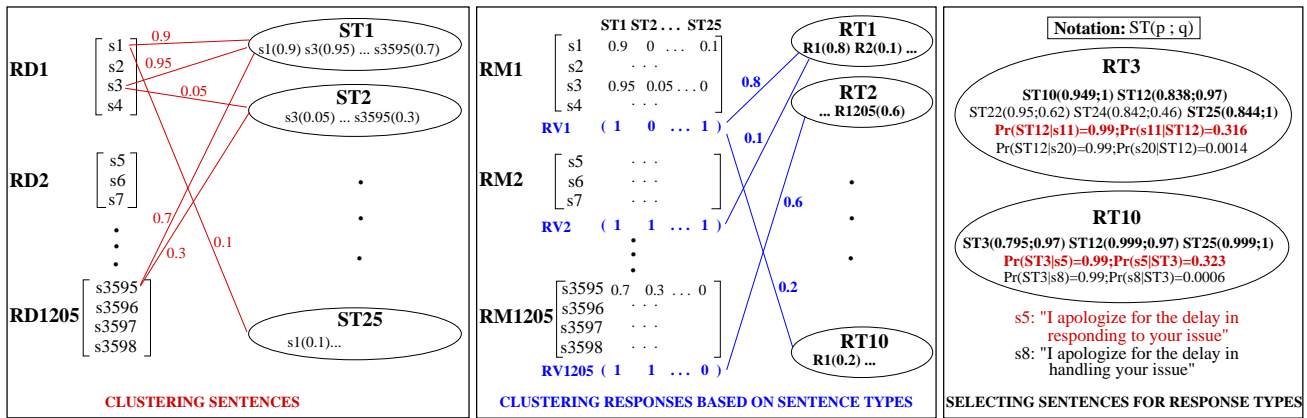 RD1
s1
s2
s3
s4
0.9
0.95
0.05
ST1
s1(0.9) s3(0.95) ... s3595(0.7)
ST2
s3(0.05) ... s3595(0.3)
RD2
s5
s6
s7
0.7
0.3
0.1
RD1205
s3595
s3596
s3597
s3598
ST25
s1(0.1)...
CLUSTERING SENTENCES
ST1 ST2 . . . ST25
RM1
s1 0.9 0 . . . 0.1
s2 . . .
s3 0.95 0.05 . . . 0
s4 . . .
RV1 ( 1 0 . . . 1 )
RM2
s5 . . .
s6 . . .
s7 . . .
RV2 ( 1 1 . . . 1 )
RM1205
s3595 0.7 0.3 . . . 0
s3596 . . .
s3597 . . .
s3598 . . .
RV1205 ( 1 1 . . . 0 )
0.8
0.1
0.6
0.2
RT1
R1(0.8) R2(0.1) ...
RT2
... R1205(0.6)
RT10
R1(0.2) ...
CLUSTERING RESPONSES BASED ON SENTENCE TYPES
Notation: ST(p ; q)
RT3
ST10(0.949;1) ST12(0.838;0.97)
ST22(0.95;0.62) ST24(0.842;0.46) ST25(0.844;1)
Pr(ST12|s11)=0.99;Pr(s11|ST12)=0.316
Pr(ST12|s20)=0.99;Pr(s20|ST12)=0.0014
RT10
ST3(0.795;0.97) ST12(0.999;0.97) ST25(0.999;1)
Pr(ST3|s5)=0.99;Pr(s5|ST3)=0.323
Pr(ST3|s8)=0.99;Pr(s8|ST3)=0.0006
s5: "I apologize for the delay in
responding to your issue"
s8: "I apologize for the delay in
handling your issue"
SELECTING SENTENCES FOR RESPONSE TYPES